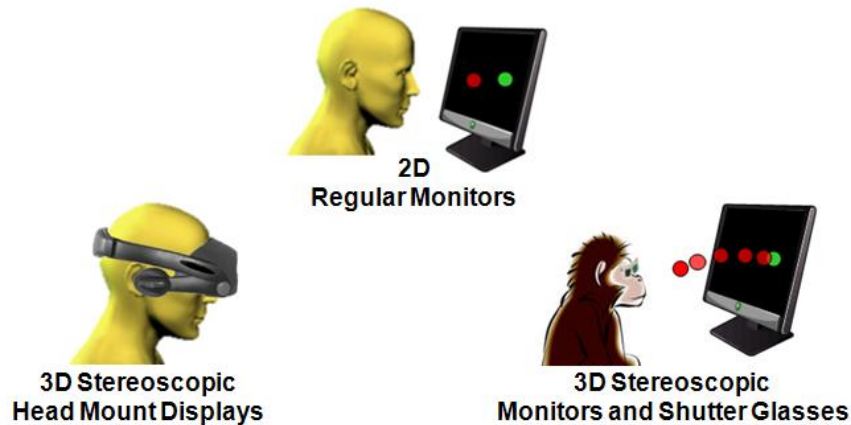 2D
Regular Monitors
3D Stereoscopic
Head Mount Displays
3D Stereoscopic
Monitors and Shutter Glasses